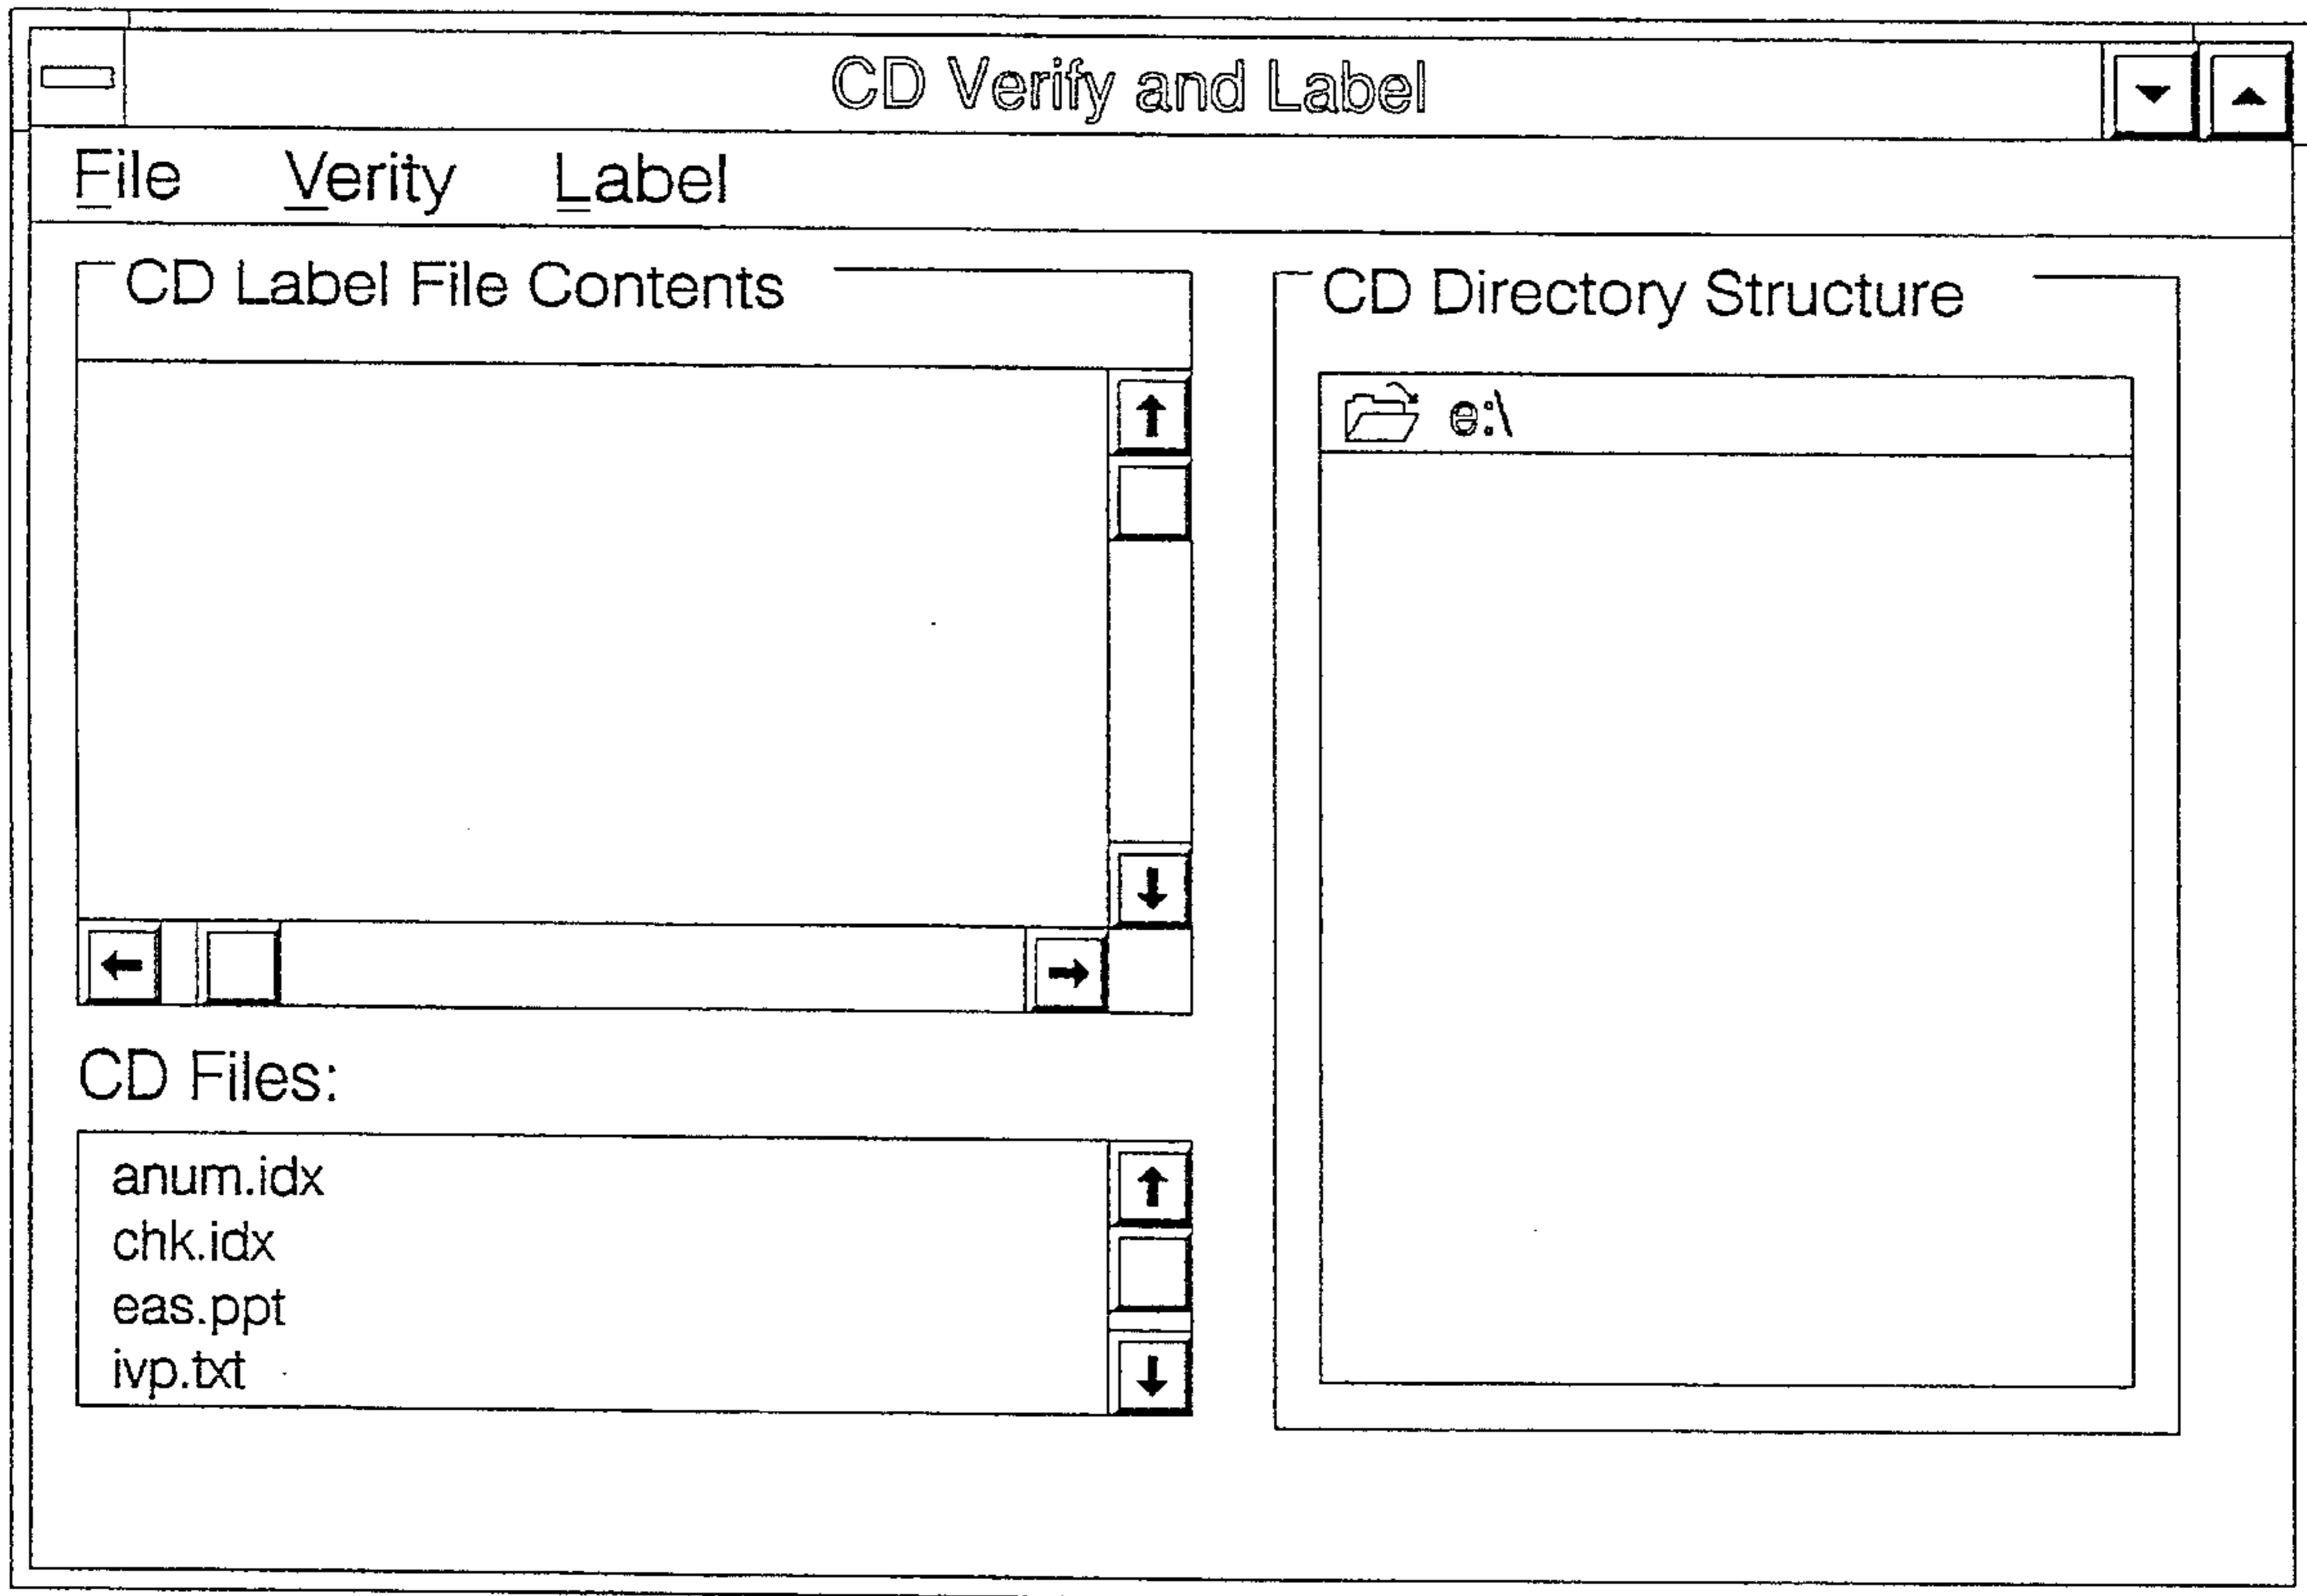 CD Verify and Label
File Verity Label
CD Label File Contents
CD Directory Structure
e:\
CD Files:
anum.idx
chk.idx
eas.ppt
ivp.txt